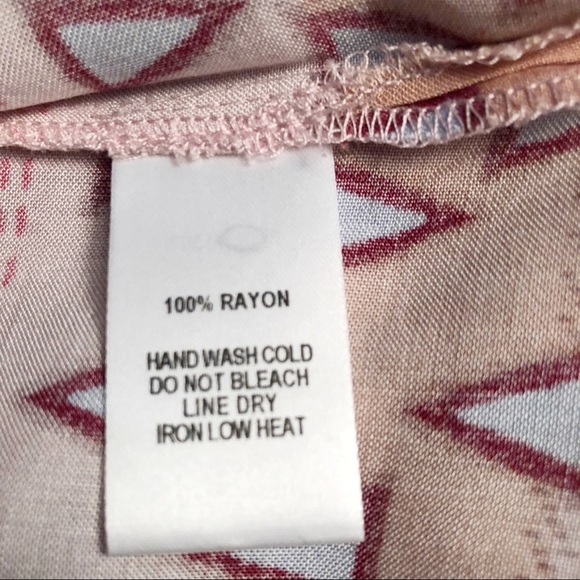 100% RAYON
HAND WASH COLD
DO NOT BLEACH
LINE DRY
IRON LOW HEAT